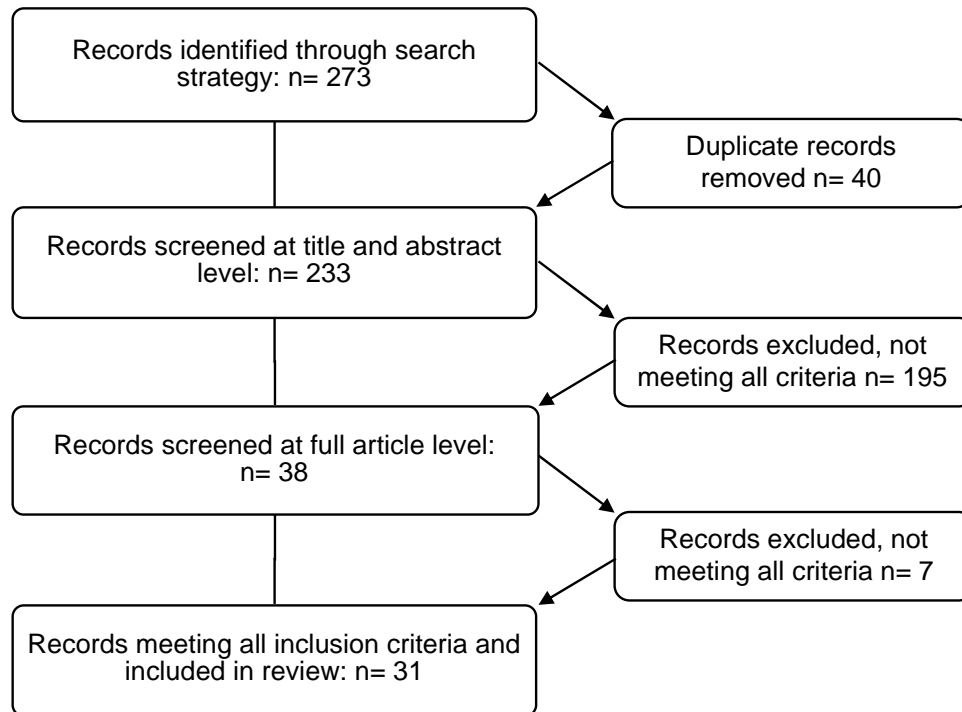 Records identified through search
strategy: n= 273
Duplicate records
removed n= 40
Records screened at title and abstract
level: n= 233
Records excluded, not
meeting all criteria n= 195
Records screened at full article level:
n= 38
Records excluded, not
meeting all criteria n= 7
Records meeting all inclusion criteria and
included in review: n= 31